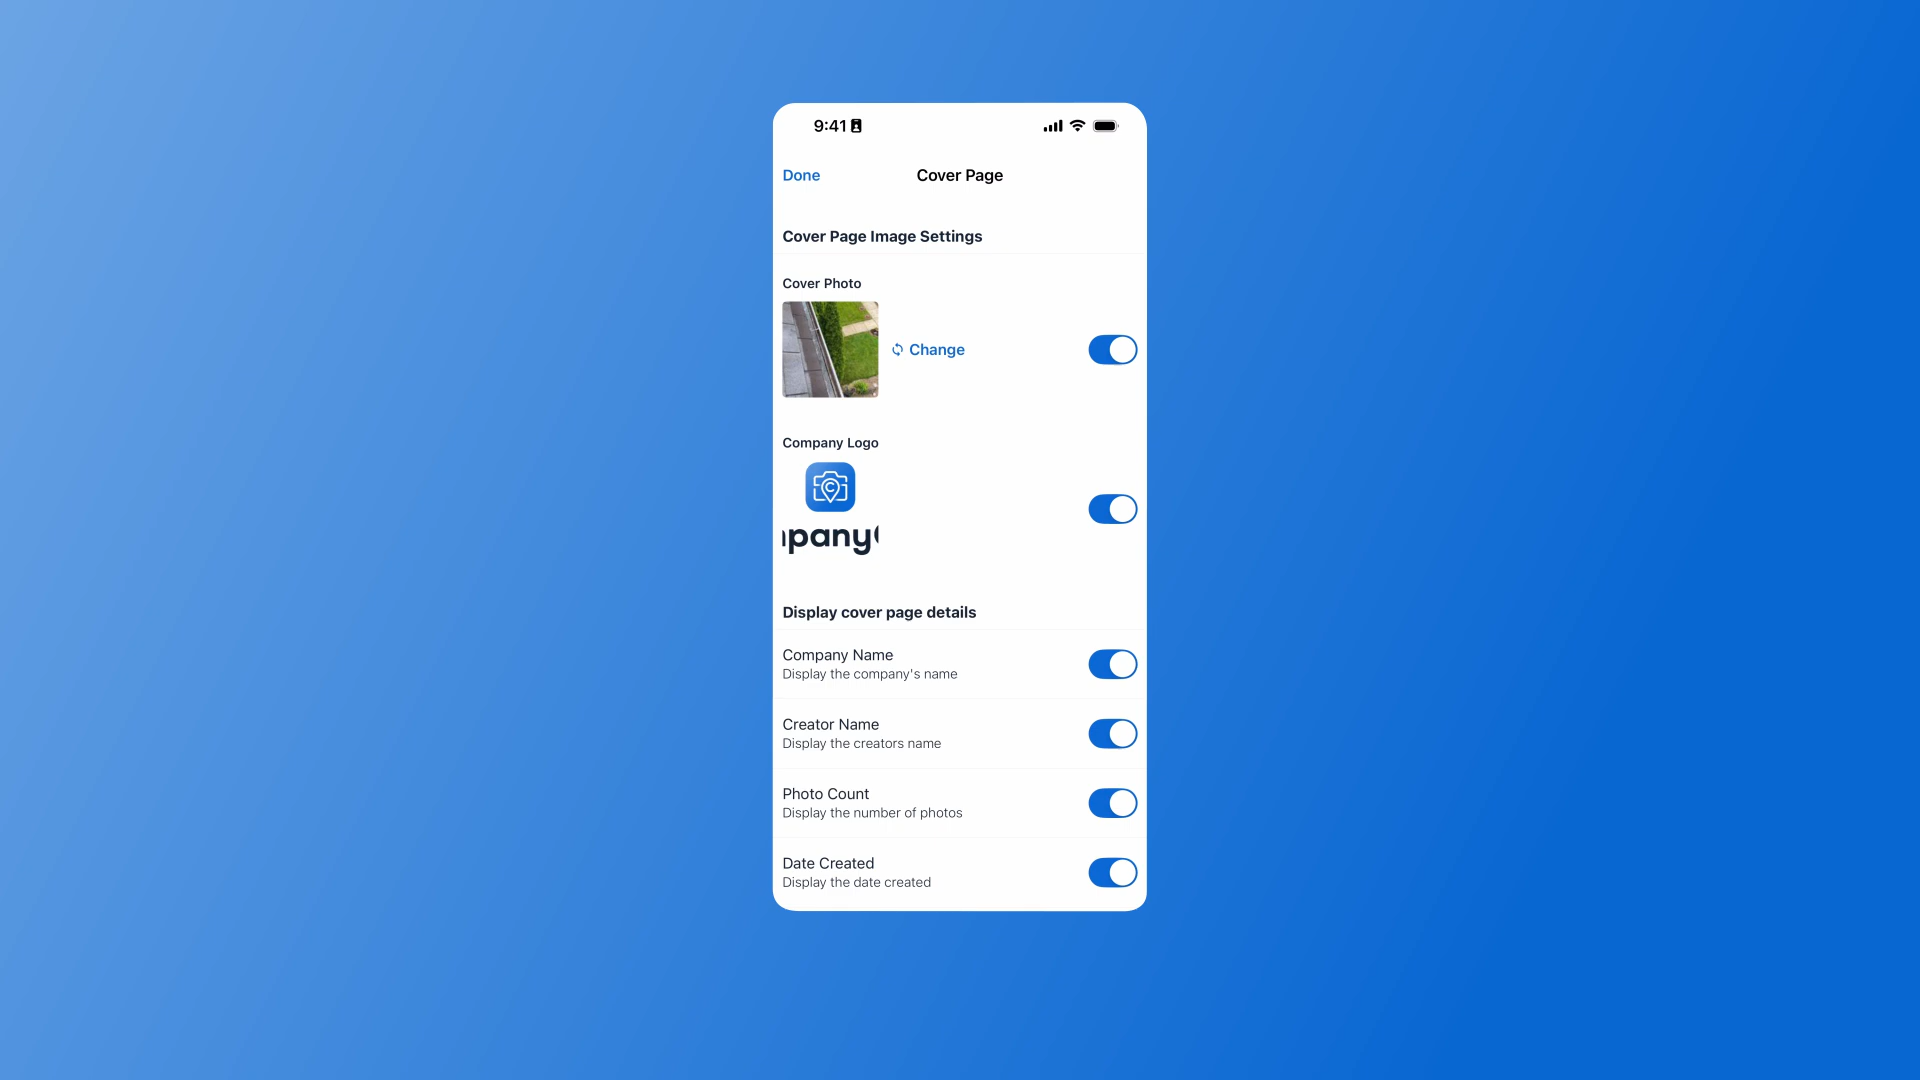 9:41
Done
Cover Page
Cover Page Image Settings
Cover Photo
Change
Company Logo
pany
Display cover page details
Company Name
Display the company's name
Creator Name
Display the creators name
Photo Count
Display the number of photos
Date Created
Display the date created